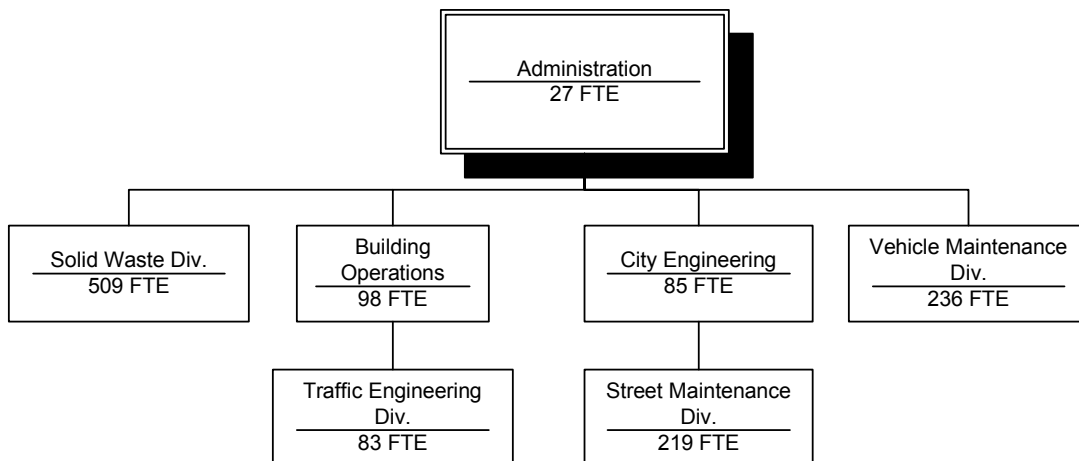 Administration
27 FTE
Solid Waste Div.
509 FTE
Building
Operations
98 FTE
City Engineering
85 FTE
Vehicle Maintenance
Div.
236 FTE
Traffic Engineering
Div.
83 FTE
Street Maintenance
Div.
219 FTE